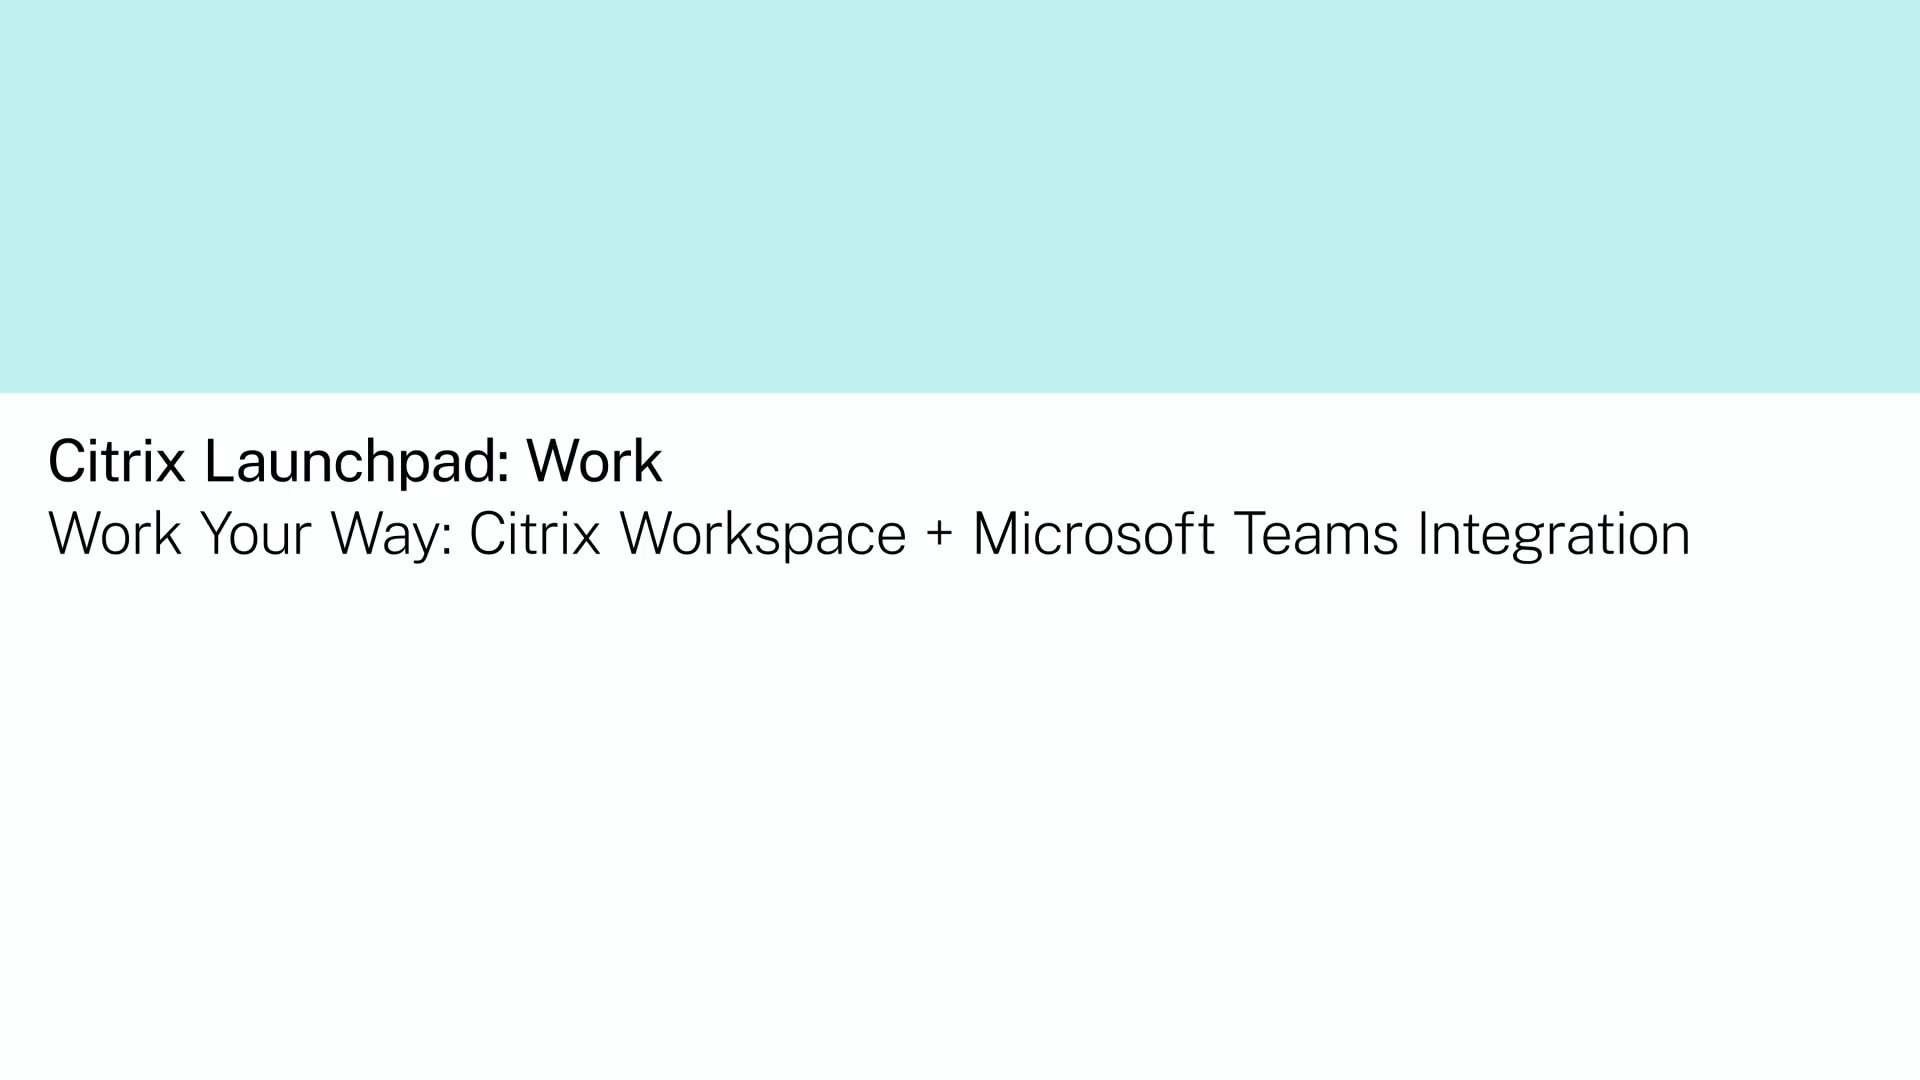 Citrix Launchpad: Work
Work Your Way: Citrix Workspace + Microsoft Teams Integration